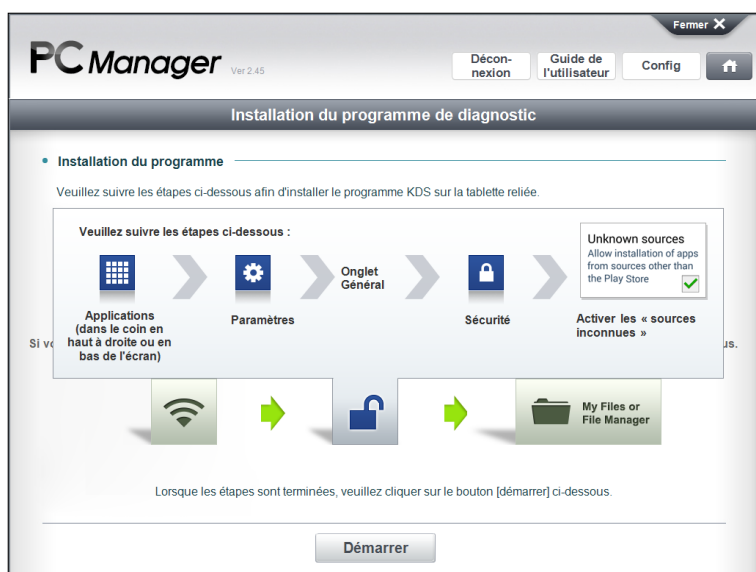 Fermer X
PC Manager Ver 2.45
Décon-
nexion
Guide de
l'utilisateur
Config
Installation du programme de diagnostic
• Installation du programme
Veuillez suivre les étapes ci-dessous afin d'installer le programme KDS sur la tablette reliée.
Veuillez suivre les étapes ci-dessous :
Applications
(dans le coin en
haut à droite ou en
bas de l'écran)
Paramètres
Onglet
Général
Sécurité
Unknown sources
Allow installation of apps
from sources other than
the Play Store
Activer les « sources
inconnues »
Si
us.
My Files or
File Manager
Lorsque les étapes sont terminées, veuillez cliquer sur le bouton [démarrer] ci-dessous.
Démarrer